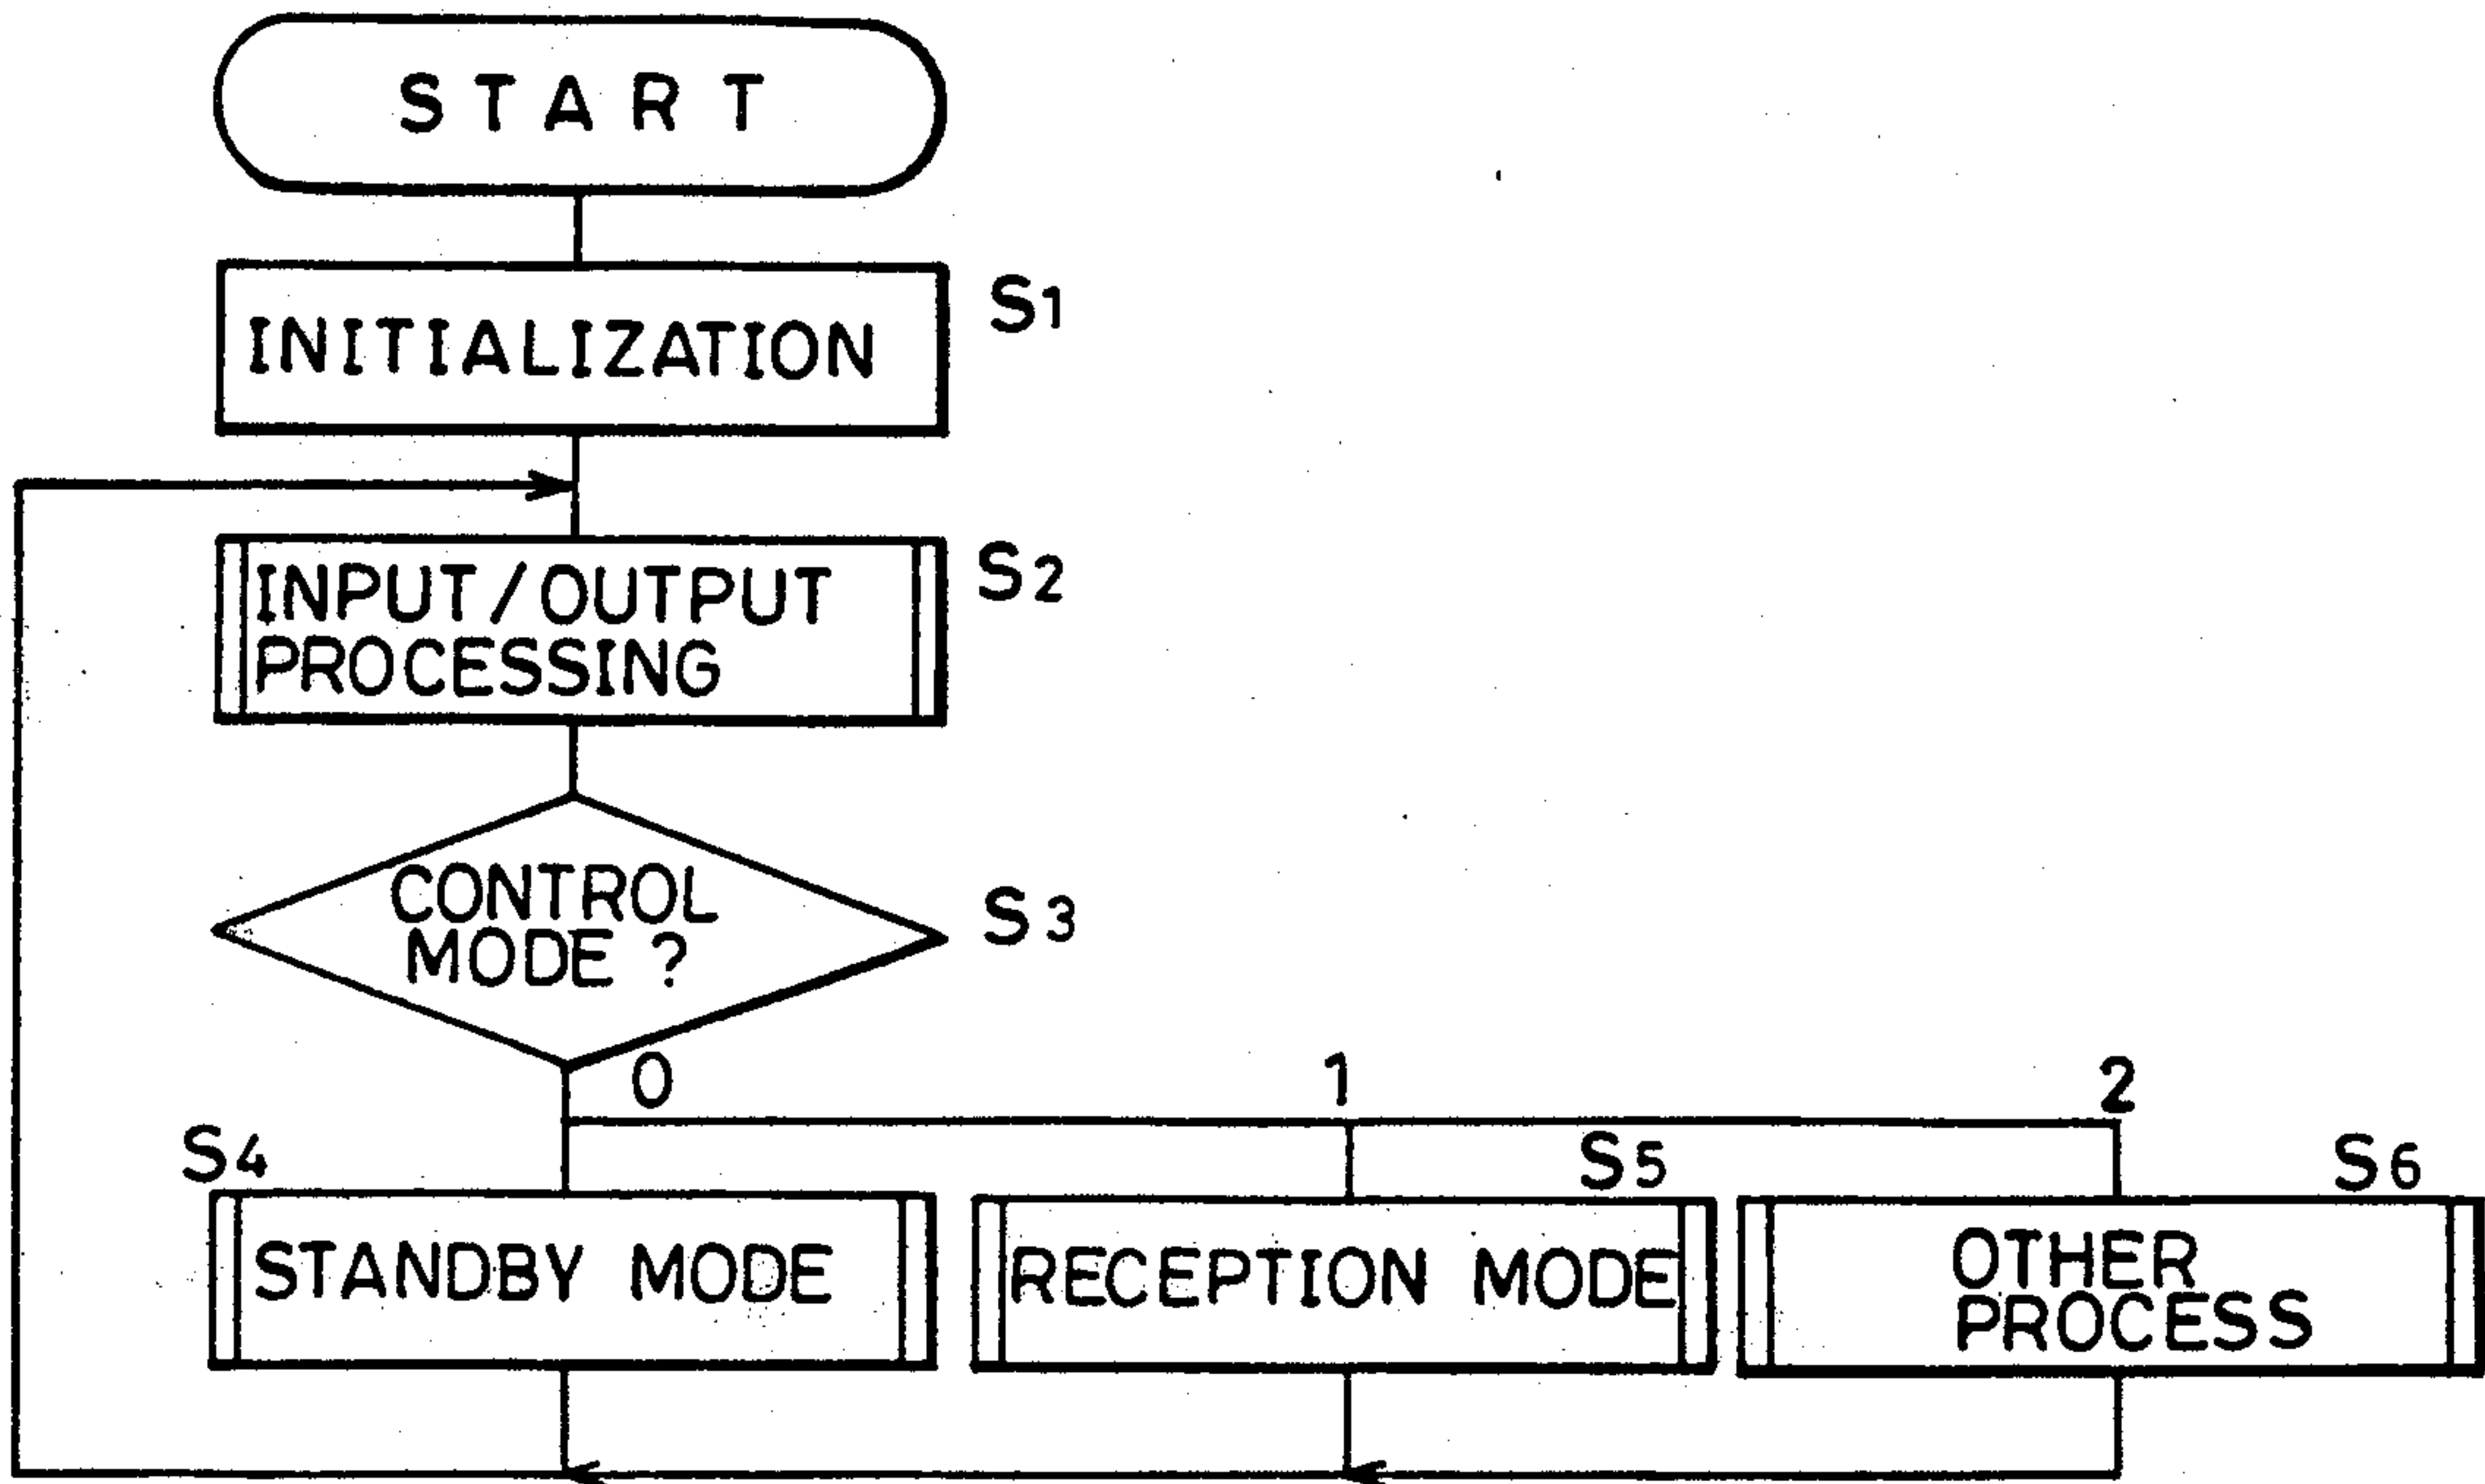 START
INITIALIZATION
S1
INPUT/OUTPUT
PROCESSING
S2
CONTROL
MODE ?
S3
0
1
2
S4
STANDBY MODE
S5
RECEPTION MODE
S6
OTHER
PROCESS